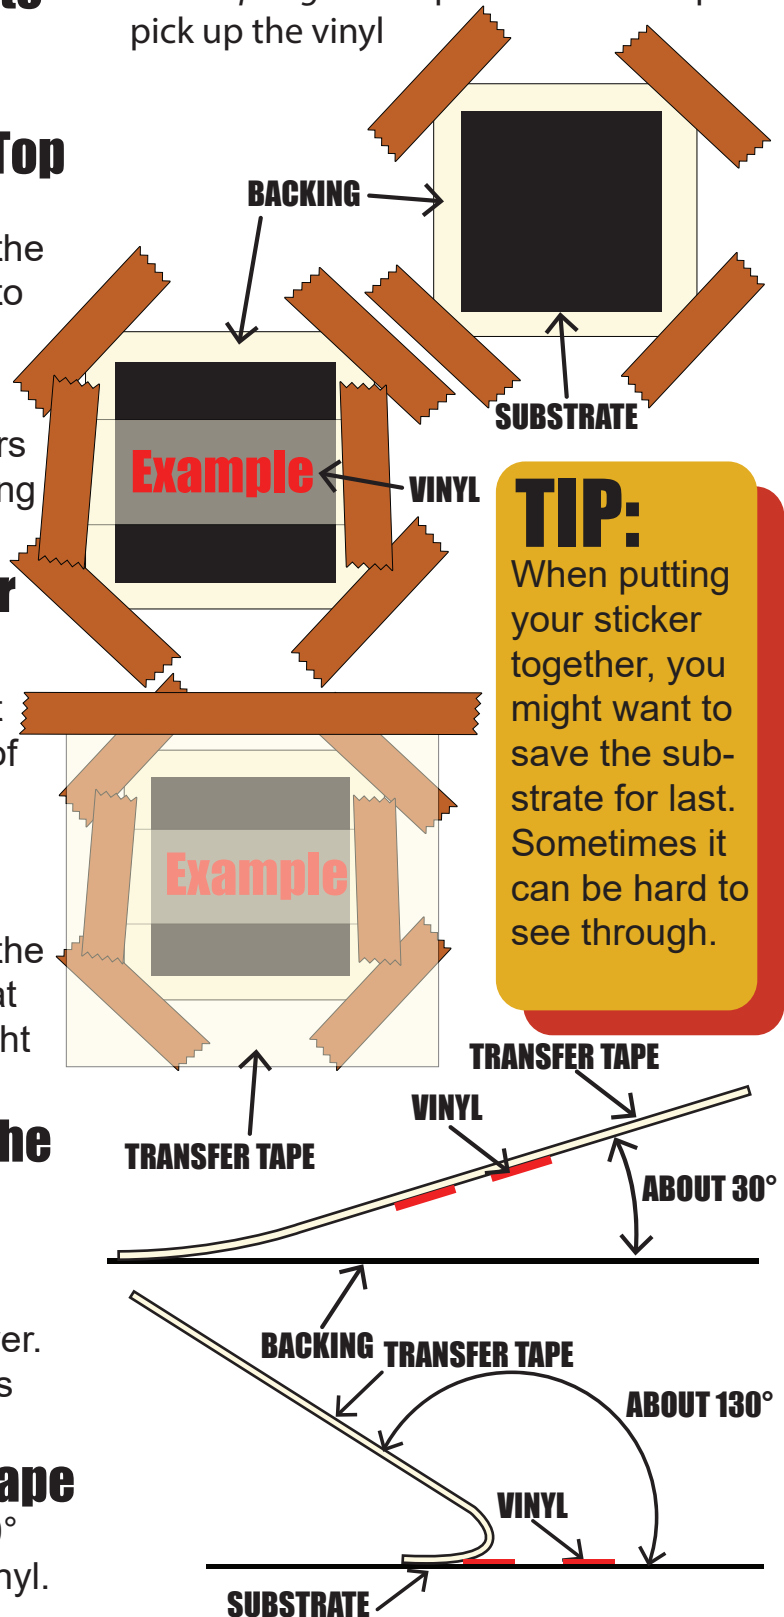 pick up the vinyl
Top
BACKING
the
to
SUBSTRATE
rs
Example
VINYL
ng
TIP:
When putting
your sticker
together, you
might want to
save the sub-
strate for last.
Sometimes it
can be hard to
see through.
r
t
of
Example
the
at
ht
TRANSFER TAPE
VINYL
TRANSFER TAPE
he
ABOUT 30°
er.
BACKING
TRANSFER TAPE
s
ABOUT 130°
ape
VINYL
°
nyl.
SUBSTRATE